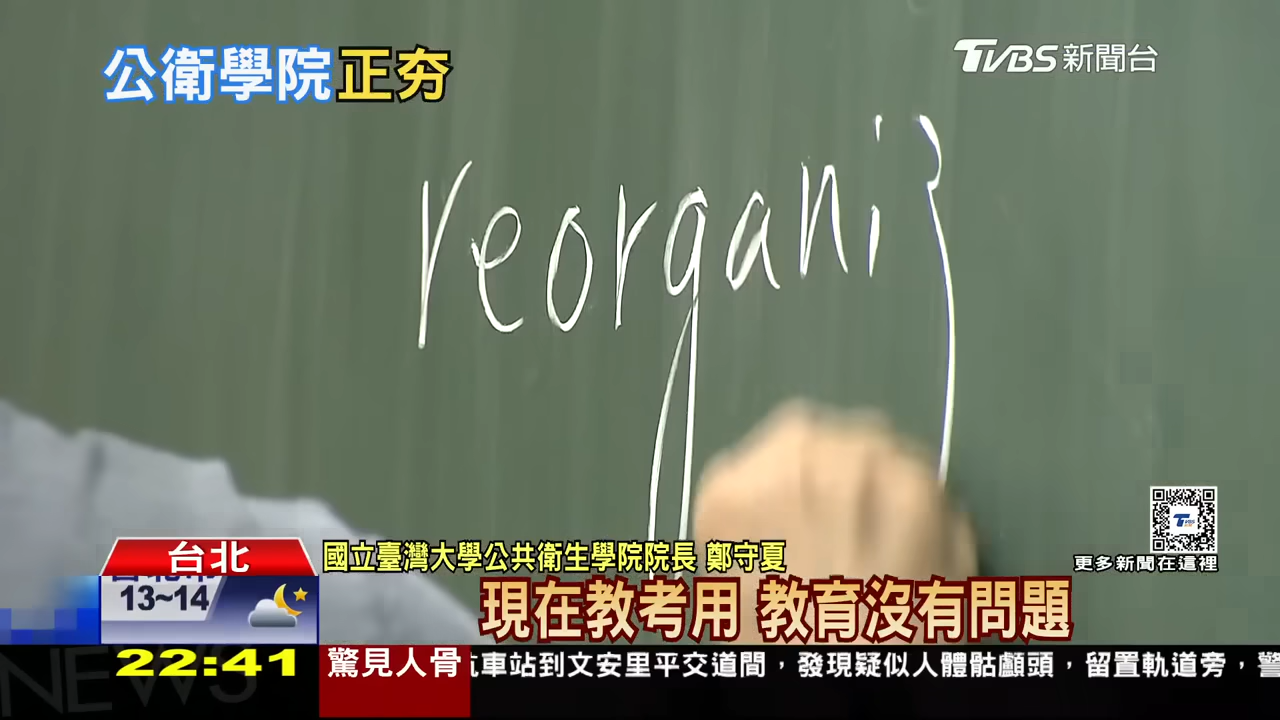 公衛學院正夯
TVBS新聞台
reorganiz
台北
13~14
國立臺灣大學公共衛生學院院長 鄭守夏
更多新聞在這裡
現在教考用 教育沒有問題
NEWS
22:41
驚見人骨
車站到文安里平交道間，發現疑似人體骷顱頭，留置軌道旁，警